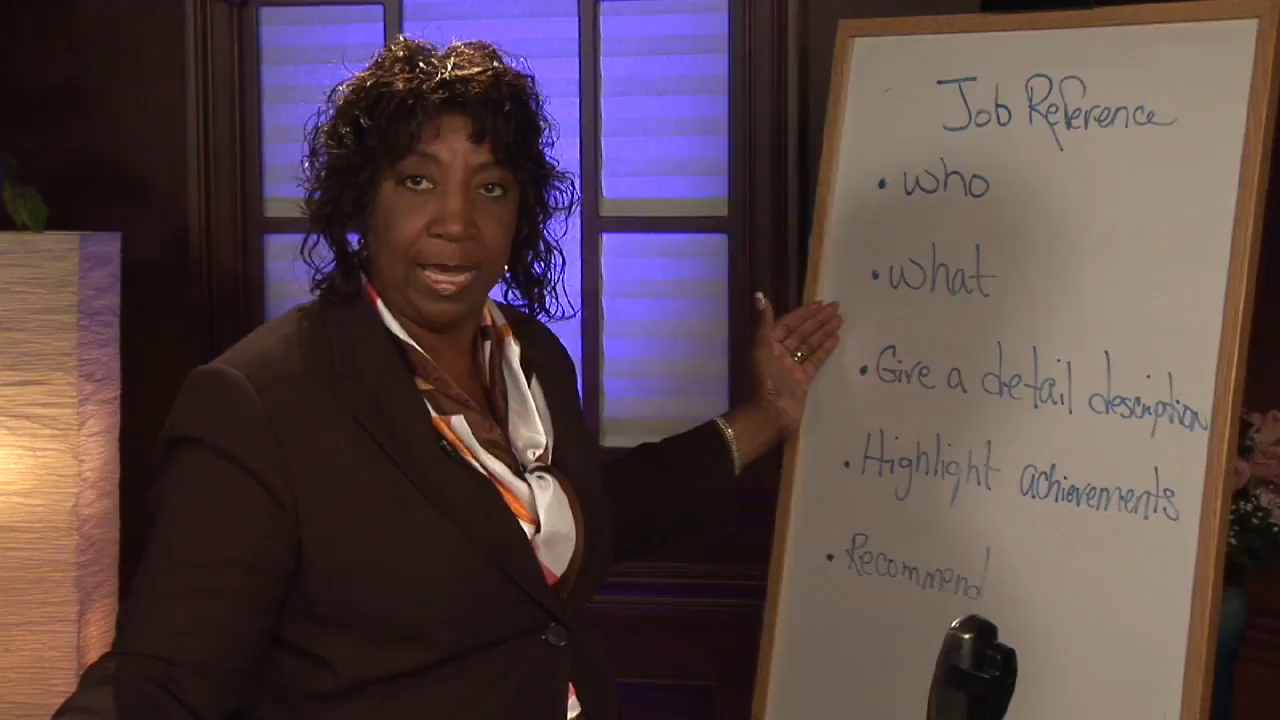 Job Reference
• who
• what
• Give a detail description
• Highlight achievements
• Recommend